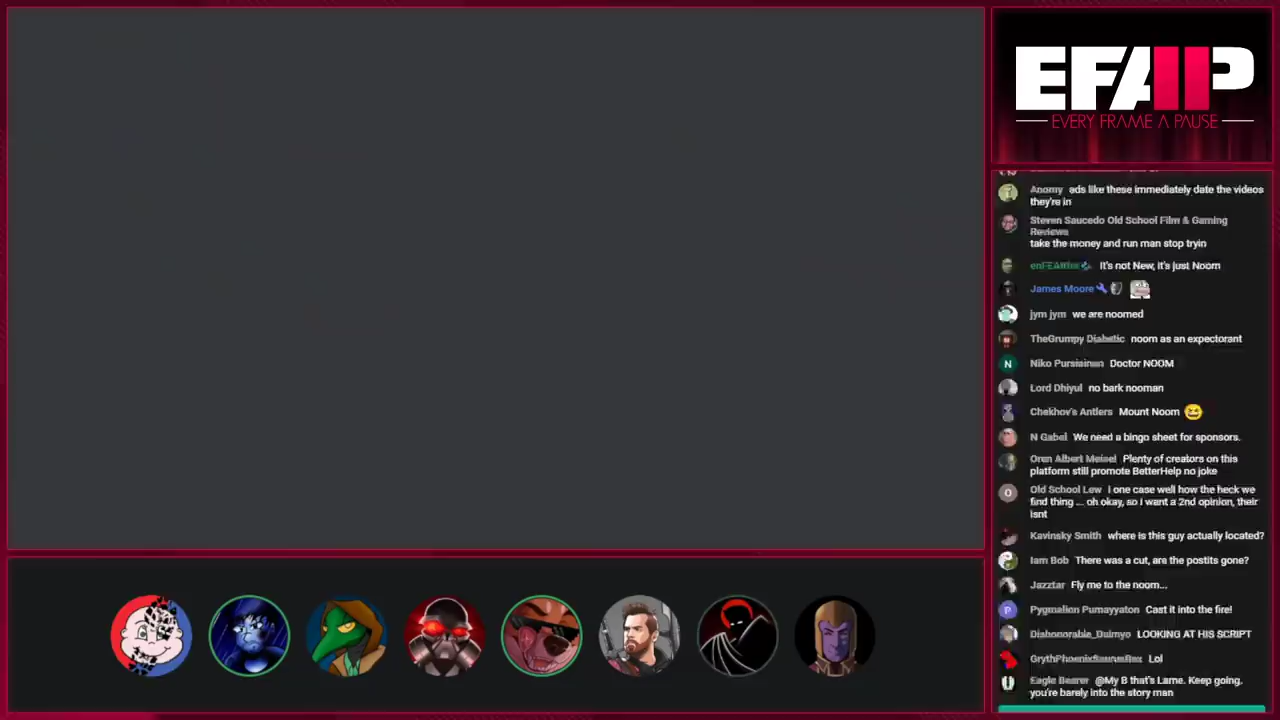 EFAP
EVERY FRAME A PAUSE
Anomy ads like these immediately date the videos
they're in
Steven Saucedo Old School Film & Gaming
Reviews
take the money and run man stop tryin
It's not New, it's just Noom
James Moore
jym jym we are noomed
TheGrumpy Diabetic noom as an expectorant
N
Niko Pursiainen Doctor NOOM
Lord Dhiyul no bark nooman
Chekhov's Antlers Mount Noom
N Gabel We need a bingo sheet for sponsors.
Oren Albert Meisel Plenty of creators on this
platform still promote BetterHelp no joke
O
Old School Lew I one case well how the heck we
find thing ... oh okay, so i want a 2nd opinion, their
isnt
Kavinsky Smith where is this guy actually located?
Iam Bob There was a cut, are the postits gone?
Jazztar Fly me to the noom...
P
Pygmalion Pumayyaton Cast it into the fire!
Dishonorable_Daimyo LOOKING AT HIS SCRIPT
Lol
Eagle Bearer @My B that's Lame. Keep going,
you're barely into the story man